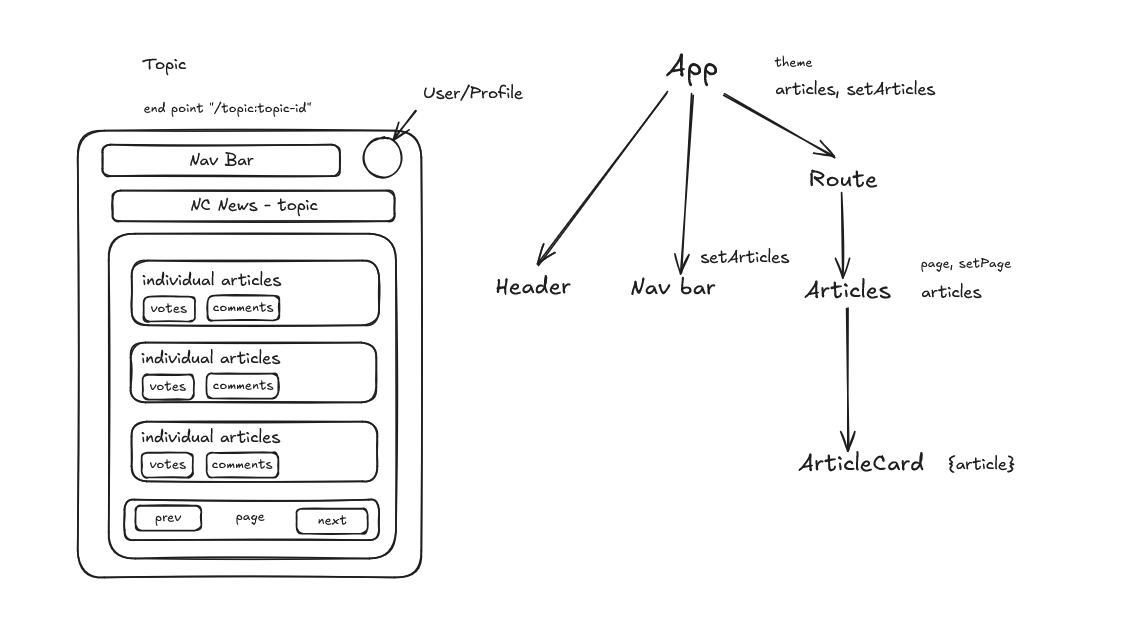 Topic
end point "/topic:topic-id"
User/Profile
Nav Bar
NC News - topic
individual articles
votes
comments
individual articles
votes
comments
individual articles
votes
comments
prev
page
next
App
theme
articles, setArticles
Route
Header
Nav bar
setArticles
Articles
page, setPage
articles
ArticleCard
{article}